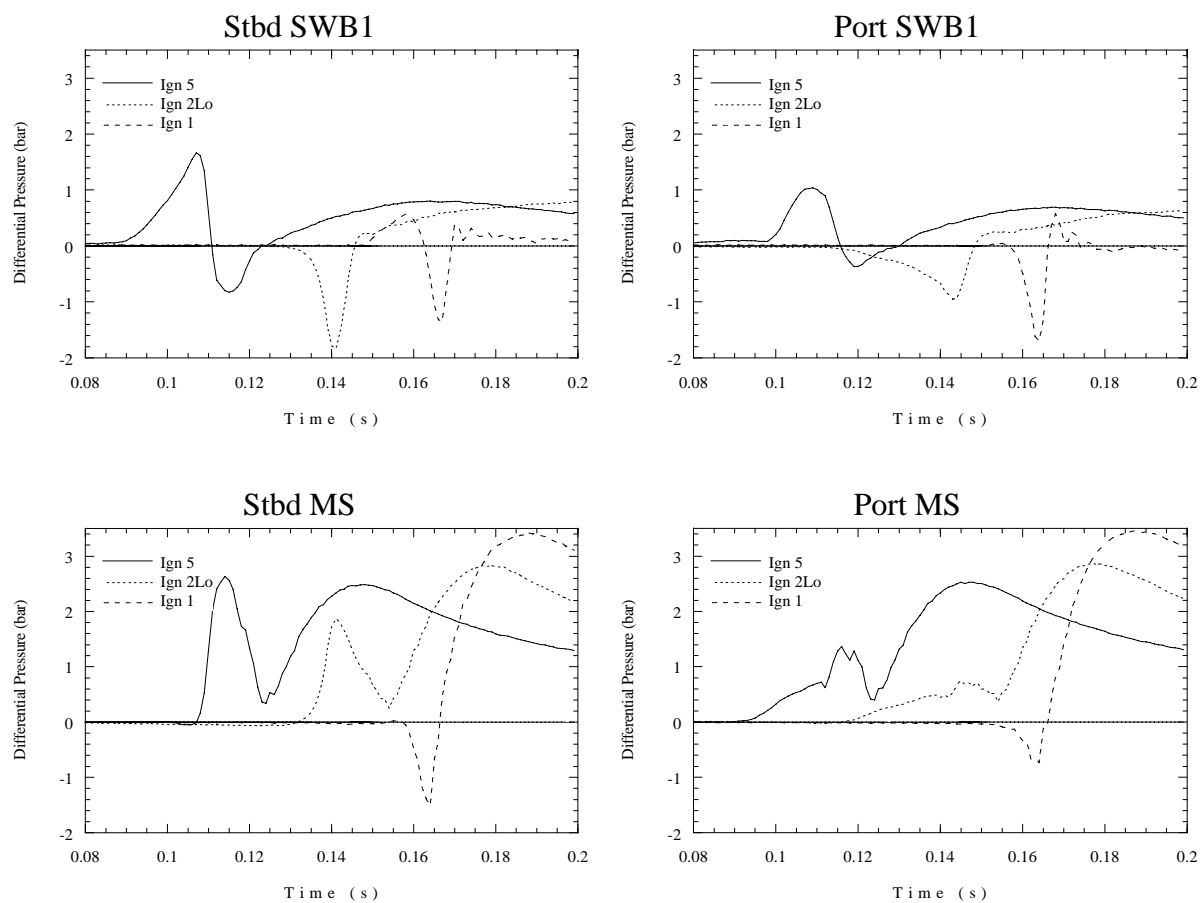 Stbd SWB1
Differential Pressure (bar)
3
2
1
0
-1
-2
Ign 5
Ign 2Lo
Ign 1
0.08 0.1 0.12 0.14 0.16 0.18 0.2
Time (s)
Port SWB1
Differential Pressure (bar)
3
2
1
0
-1
-2
Ign 5
Ign 2Lo
Ign 1
0.08 0.1 0.12 0.14 0.16 0.18 0.2
Time (s)
Stbd MS
Differential Pressure (bar)
3
2
1
0
-1
-2
Ign 5
Ign 2Lo
Ign 1
0.08 0.1 0.12 0.14 0.16 0.18 0.2
Time (s)
Port MS
Differential Pressure (bar)
3
2
1
0
-1
-2
Ign 5
Ign 2Lo
Ign 1
0.08 0.1 0.12 0.14 0.16 0.18 0.2
Time (s)